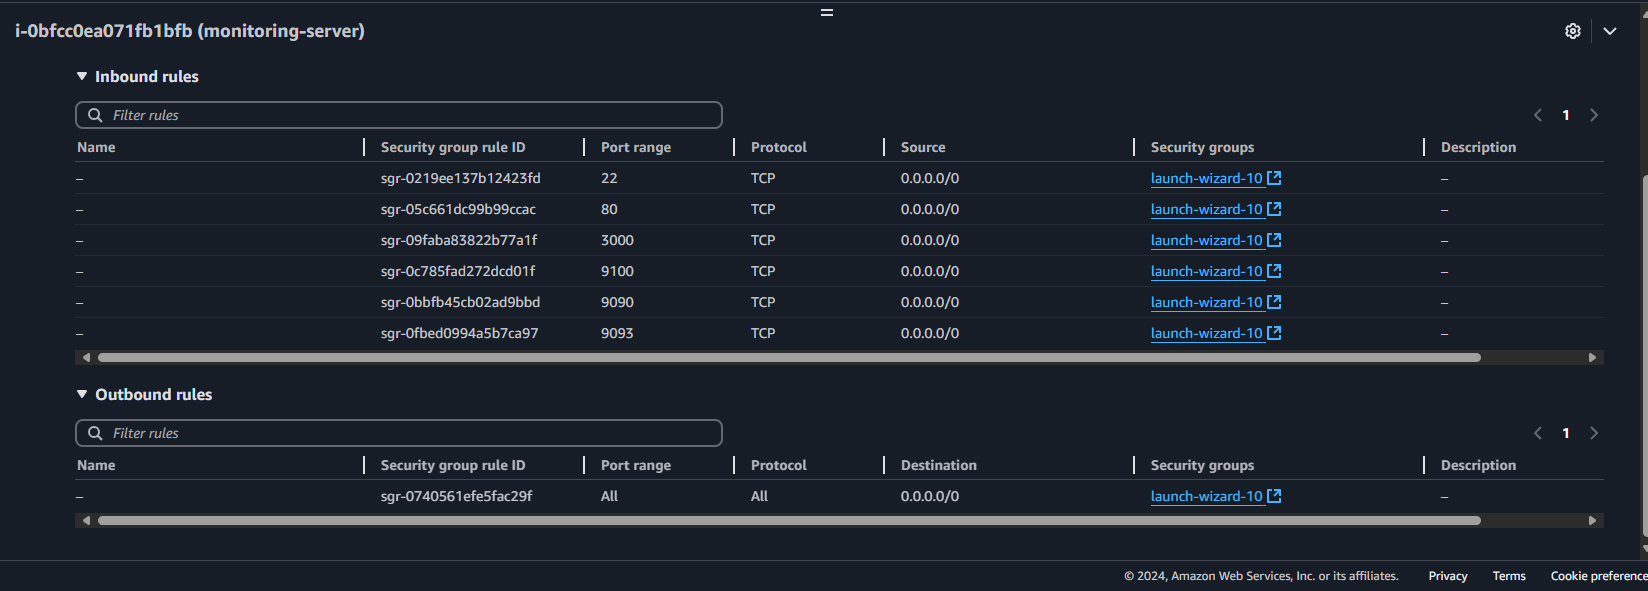 i-0bfcc0ea071fb1bfb (monitoring-server)
Inbound rules
Filter rules
1
Name Security group rule ID Port range Protocol Source Security groups Description
– sgr-0219ee137b12423fd 22 TCP 0.0.0.0/0 launch-wizard-10 –
– sgr-05c661dc99b99ccac 80 TCP 0.0.0.0/0 launch-wizard-10 –
– sgr-09faba83822b77a1f 3000 TCP 0.0.0.0/0 launch-wizard-10 –
– sgr-0c785fad272dcd01f 9100 TCP 0.0.0.0/0 launch-wizard-10 –
– sgr-0bbfb45cb02ad9bbd 9090 TCP 0.0.0.0/0 launch-wizard-10 –
– sgr-0fbed0994a5b7ca97 9093 TCP 0.0.0.0/0 launch-wizard-10 –
Outbound rules
Filter rules
1
Name Security group rule ID Port range Protocol Destination Security groups Description
– sgr-0740561efe5fac29f All All 0.0.0.0/0 launch-wizard-10 –
© 2024, Amazon Web Services, Inc. or its affiliates. Privacy Terms Cookie preference